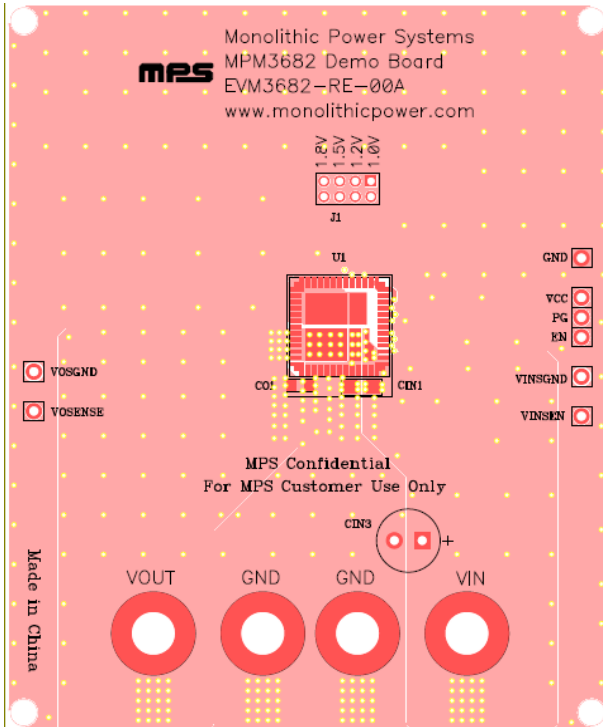 Monolithic Power Systems
mps MPM3682 Demo Board
EVM3682-RE-00A
www.monolithicpower.com
1.8V 1.5V 1.2V 1.0V
J1
U1
GND
VCC
PG
EN
VOSGND
VINSGND
CIN1
VOSENSE
VINSEN
MPS Confidential
For MPS Customer Use Only
CIN3
+
Made in China
VOUT GND GND VIN